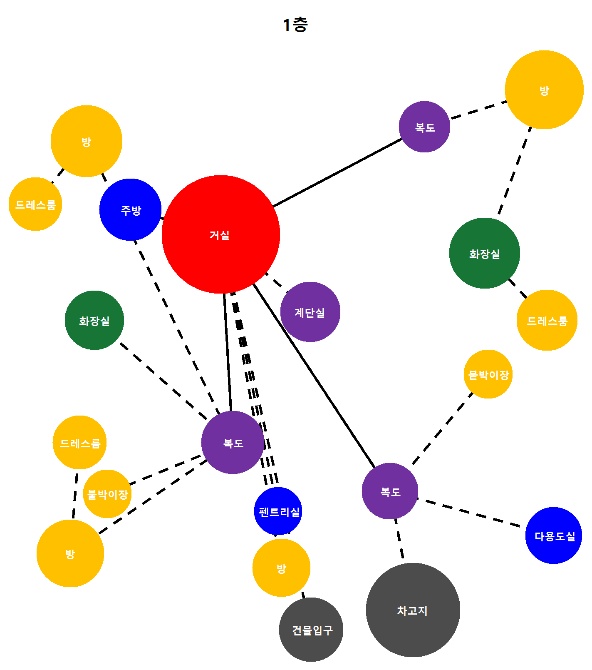 1층
방
복도
방
드레스룸
주방
거실
화장실
계단실
화장실
드레스룸
붙박이장
드레스룸
복도
붙박이장
복도
펜트리실
다용도실
방
방
차고지
건물입구